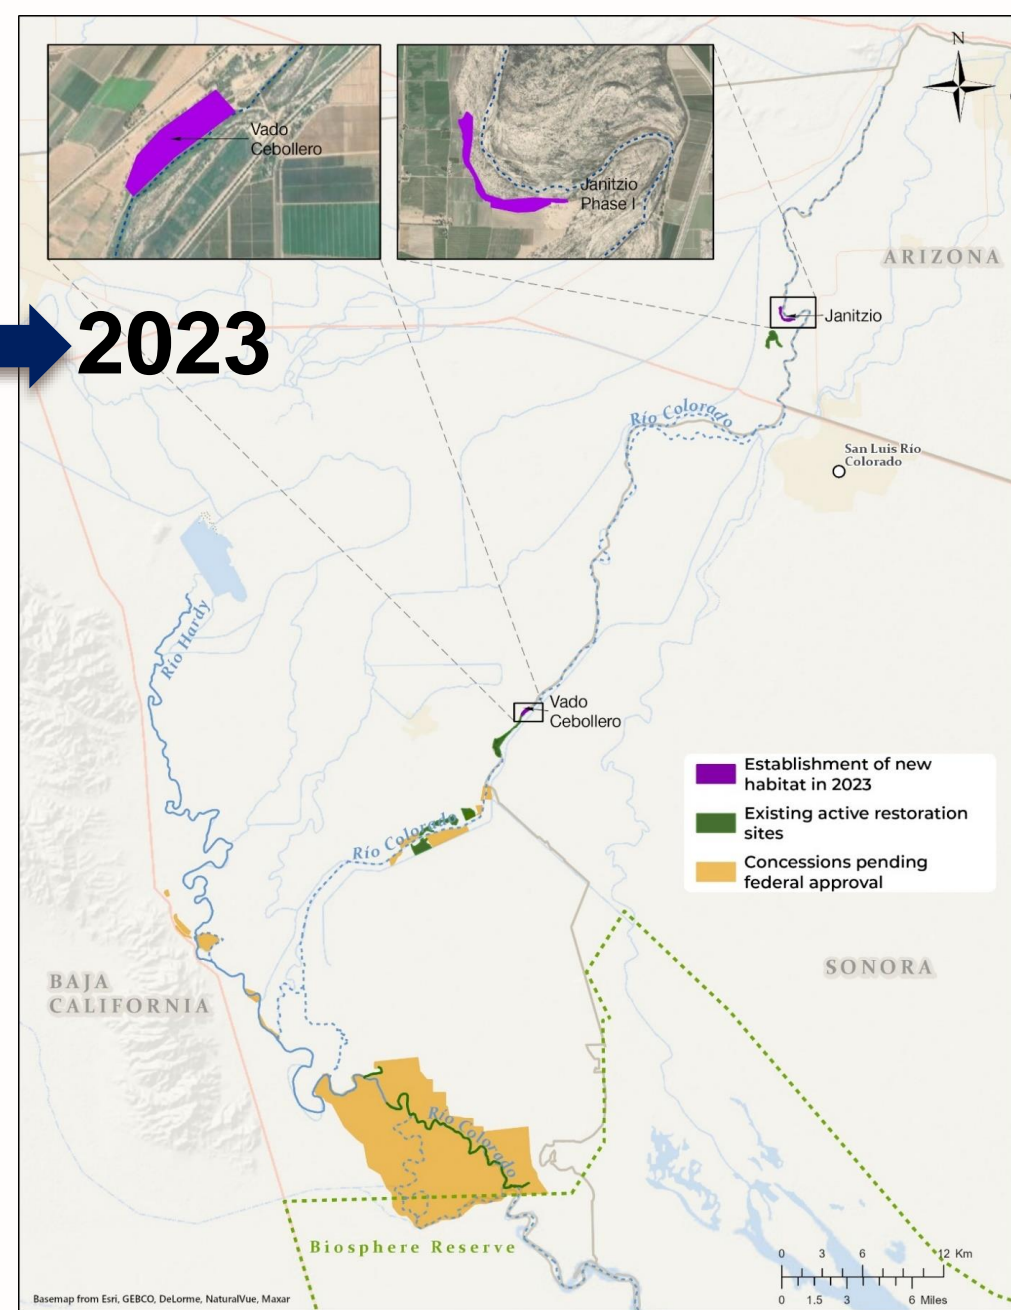 Vado
Cebollero
Janitzio
Phase I
N
2023
ARIZONA
Janitzio
Río Colorado
San Luis Río
Colorado
Río Hardy
Vado
Cebollero
Establishment of new
habitat in 2023
Existing active restoration
sites
Concessions pending
federal approval
Río Colorado
BAJA
CALIFORNIA
SONORA
Río Colorado
Biosphere Reserve
0 3 6 12 Km
0 1.5 3 6 Miles
Basemap from Esri, GEBCO, DeLorme, NaturalVue, Maxar